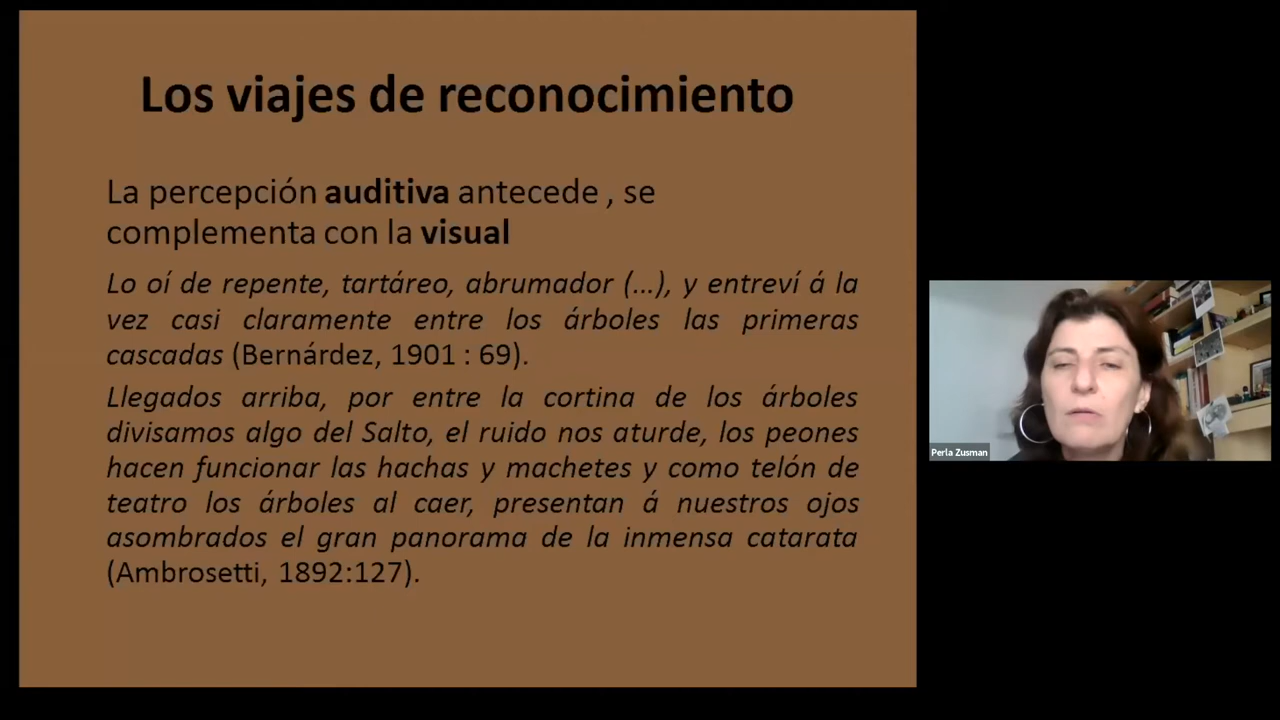 Los viajes de reconocimiento
La percepción auditiva antecede , se
complementa con la visual
Lo oí de repente, tartáreo, abrumador (...), y entreví á la
vez casi claramente entre los árboles las primeras
cascadas (Bernárdez, 1901 : 69).
Llegados arriba, por entre la cortina de los árboles
divisamos algo del Salto, el ruido nos aturde, los peones
hacen funcionar las hachas y machetes y como telón de
teatro los árboles al caer, presentan á nuestros ojos
asombrados el gran panorama de la inmensa catarata
(Ambrosetti, 1892:127).
Perla Zusman